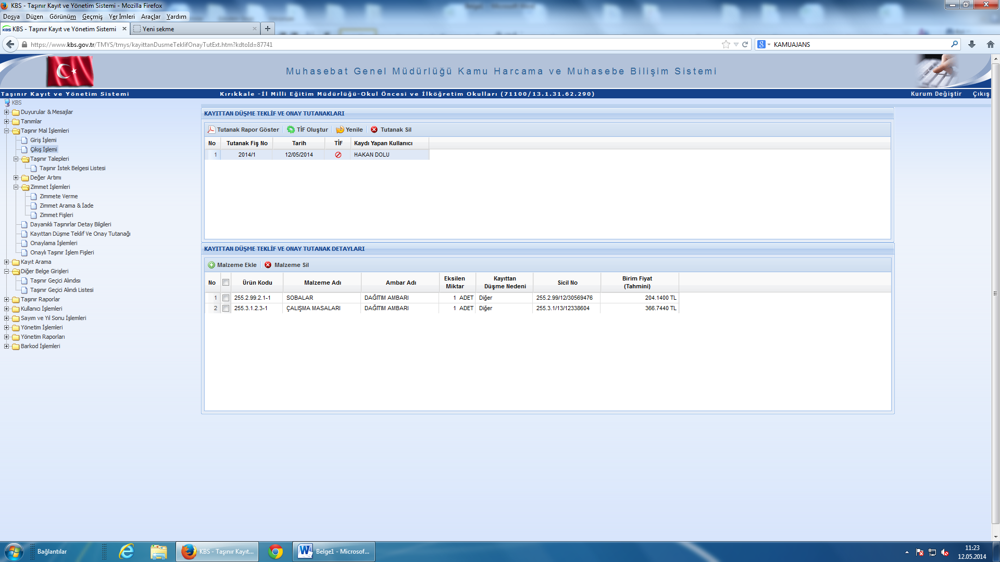 KBS - Taşınır Kayıt ve Yönetim Sistemi - Mozilla Firefox
Dosya Düzen Görünüm Geçmiş Yer İmleri Araçlar Yardım
KBS - Taşınır Kayıt ve Yönetim Sistemi
Yeni sekme
https://www.kbs.gov.tr/TMYS/tmys/kayittanDusmeTeklifOnayTutExt.htm?kdtoId=87741
KAMUAJANS
Muhasebat Genel Müdürlüğü Kamu Harcama ve Muhasebe Bilişim Sistemi
Taşınır Kayıt ve Yönetim Sistemi
Kırıkkale -İl Milli Eğitim Müdürlüğü-Okul Öncesi ve İlköğretim Okulları (71100/13.1.31.62.290)
Kurum Değiştir Çıkış
KBS
Duyurular & Mesajlar
Tanımlar
Taşınır Mal İşlemleri
Giriş İşlemi
Çıkış İşlemi
Taşınır Talepleri
Taşınır İstek Belgesi Listesi
Değer Artımı
Zimmet İşlemleri
Zimmete Verme
Zimmet Arama & İade
Zimmet Fişleri
Dayanıklı Taşınırlar Detay Bilgileri
Kayıttan Düşme Teklif Ve Onay Tutanağı
Onaylama İşlemleri
Onaylı Taşınır İşlem Fişleri
Kayıt Arama
Diğer Belge Girişleri
Taşınır Geçici Alındısı
Taşınır Geçici Alındı Listesi
Taşınır Raporlar
Kullanıcı İşlemleri
Sayım ve Yıl Sonu İşlemleri
Yönetim İşlemleri
Yönetim Raporları
Barkod İşlemleri
KAYITTAN DÜŞME TEKLİF VE ONAY TUTANAKLARI
Tutanak Rapor Göster TİF Oluştur Yenile Tutanak Sil
No Tutanak Fiş No Tarih TİF Kaydı Yapan Kullanıcı
1 2014/1 12/05/2014 HAKAN DOLU
KAYITTAN DÜŞME TEKLİF VE ONAY TUTANAK DETAYLARI
Malzeme Ekle Malzeme Sil
No Ürün Kodu Malzeme Adı Ambar Adı Eksilen Miktar Kayıttan Düşme Nedeni Sicil No Birim Fiyat (Tahmini)
1 255.2.99.2.1-1 SOBALAR DAĞITIM AMBARI 1 ADET Diğer 255.2.99/12/30569476 204.1400 TL
2 255.3.1.2.3-1 ÇALIŞMA MASALARI DAĞITIM AMBARI 1 ADET Diğer 255.3.1/13/12338604 366.7440 TL
Bağlantılar
KBS - Taşınır Kayıt...
Belge1 - Microsof...
11:23
12.05.2014